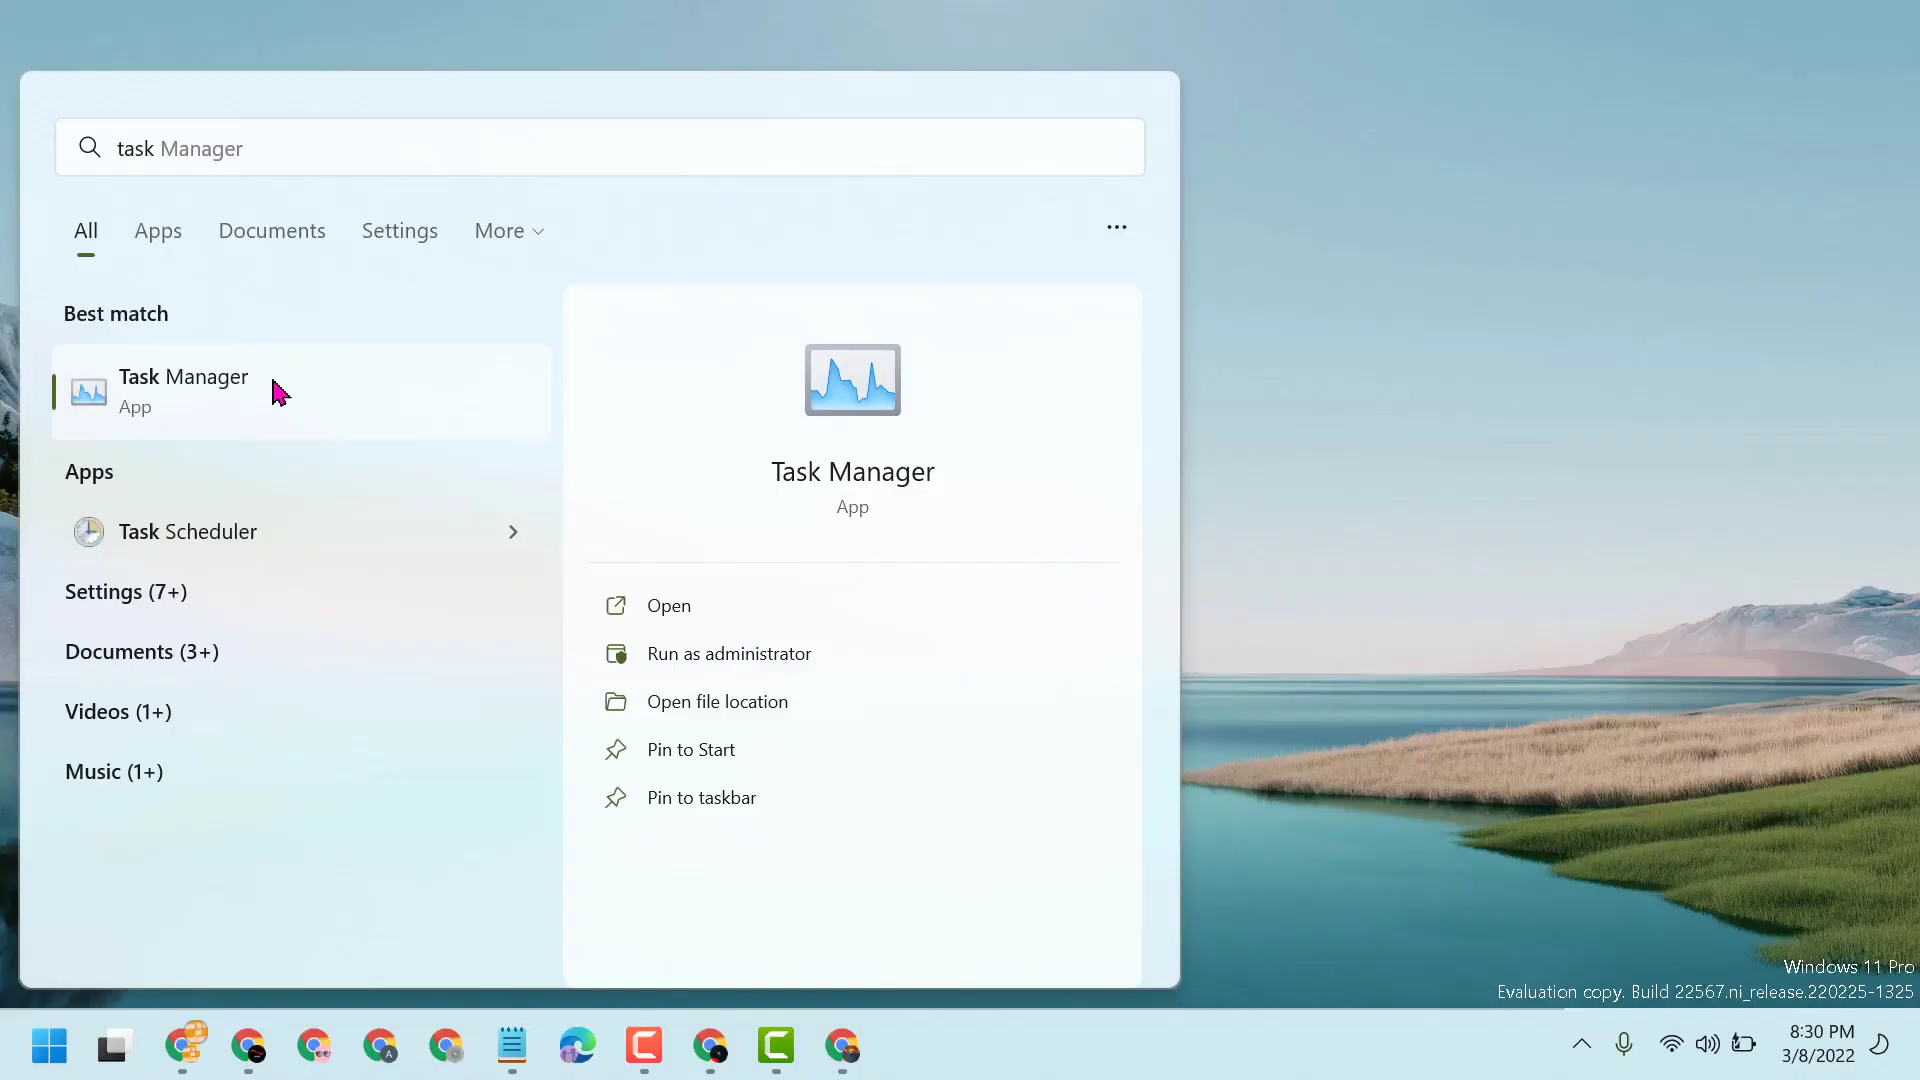 task Manager
All Apps Documents Settings More
Best match
Task Manager
App
Apps
Task Scheduler
Settings (7+)
Documents (3+)
Videos (1+)
Music (1+)
Task Manager
App
Open
Run as administrator
Open file location
Pin to Start
Pin to taskbar
Windows 11 Pro
Evaluation copy. Build 22567.ni_release.220225-1325
A
8:30 PM
3/8/2022